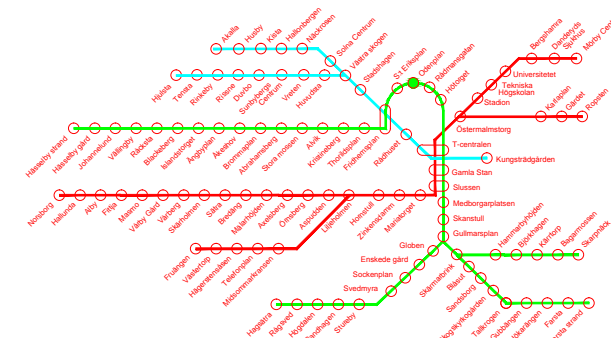 Akalla
Husby
Kista
Hallonbergen
Näckrosen
Solna Centrum
Västra skogen
Stadshagen
Hjulsta
Tensta
Rinkeby
Rissne
Duvbo
Sundbybergs
Centrum
Vreten
Huvudsta
S:t Eriksplan
Odenplan
Rådmansgatan
Hötorget
Bergshamra
Danderyds
Sjukhus
Mörby Cen
Universitetet
Tekniska
Högskolan
Stadion
Östermalmstorg
Karlaplan
Gärdet
Ropsten
Hässelby strand
Hässelby gård
Johannelund
Vällingby
Råcksta
Blackeberg
Islandstorget
Ängbyplan
Åkeshov
Brommaplan
Abrahamsberg
Stora mossen
Alvik
Kristineberg
Thorildsplan
Fridhemsplan
Rådhuset
T-centralen
Kungsträdgården
Gamla Stan
Slussen
Medborgarplatsen
Skanstull
Gullmarsplan
Norsborg
Hallunda
Alby
Fittja
Masmo
Vårby Gård
Vårberg
Skärholmen
Sätra
Bredäng
Mälarhöjden
Axelsberg
Örnsberg
Aspudden
Liljeholmen
Hornstull
Zinkensdamm
Mariatorget
Fruängen
Västertorp
Hägerstensåsen
Telefonplan
Midsommarkransen
Globen
Enskede gård
Sockenplan
Svedmyra
Hagsätra
Rågsved
Högdalen
Bandhagen
Stureby
Skärmarbrink
Hammarbyhöjden
Björkhagen
Kärrtorp
Bagarmossen
Skarpnäck
Blåsut
Sandsborg
Skogskyrkogården
Tallkrogen
Gubbängen
Hökarängen
Farsta
Farsta strand